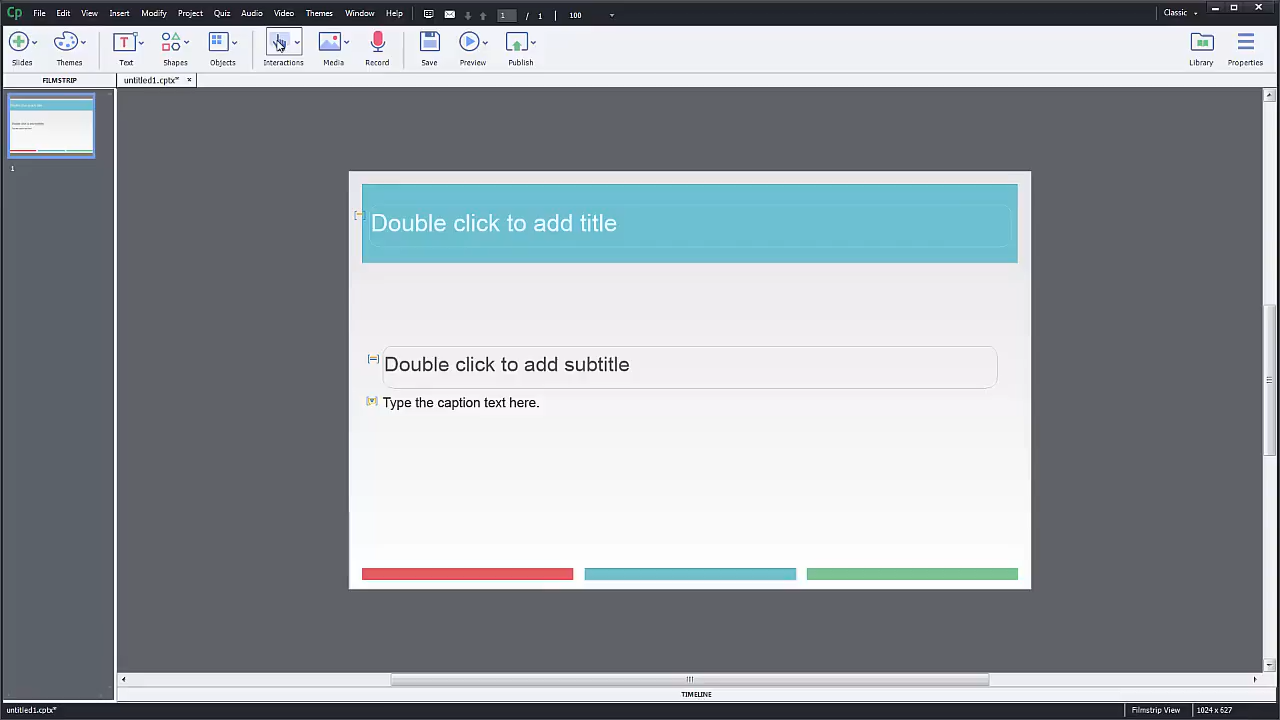 Cp File Edit View Insert Modify Project Quiz Audio Video Themes Window Help 1 / 1 100 Classic
Slides Themes Text Shapes Objects Interactions Media Record Save Preview Publish Library Properties
FILMSTRIP untitled1.cptx* ×
1
Double click to add title
Double click to add subtitle
Type the caption text here.
TIMELINE
untitled1.cptx* Filmstrip View 1024 x 627